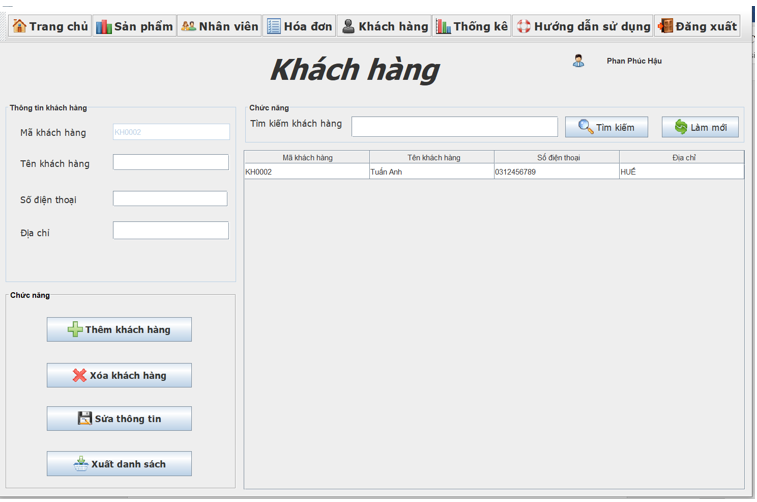 Trang chủ Sản phẩm Nhân viên Hóa đơn Khách hàng Thống kê Hướng dẫn sử dụng Đăng xuất
Khách hàng
Phan Phúc Hậu
Thông tin khách hàng
Mã khách hàng KH0002
Tên khách hàng
Số điện thoại
Địa chỉ
Chức năng
Tìm kiếm khách hàng Tìm kiếm Làm mới
Mã khách hàng Tên khách hàng Số điện thoại Địa chỉ
KH0002 Tuấn Anh 0312456789 HUẾ
Chức năng
Thêm khách hàng
Xóa khách hàng
Sửa thông tin
Xuất danh sách